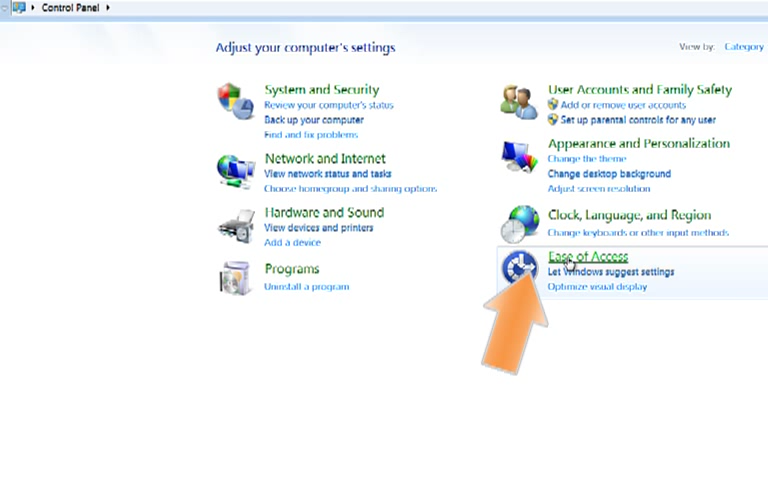 Control Panel
Adjust your computer's settings
View by: Category
System and Security
Review your computer's status
Back up your computer
Find and fix problems
Network and Internet
View network status and tasks
Choose homegroup and sharing options
Hardware and Sound
View devices and printers
Add a device
Programs
Uninstall a program
User Accounts and Family Safety
Add or remove user accounts
Set up parental controls for any user
Appearance and Personalization
Change the theme
Change desktop background
Adjust screen resolution
Clock, Language, and Region
Change keyboards or other input methods
Ease of Access
Let Windows suggest settings
Optimize visual display